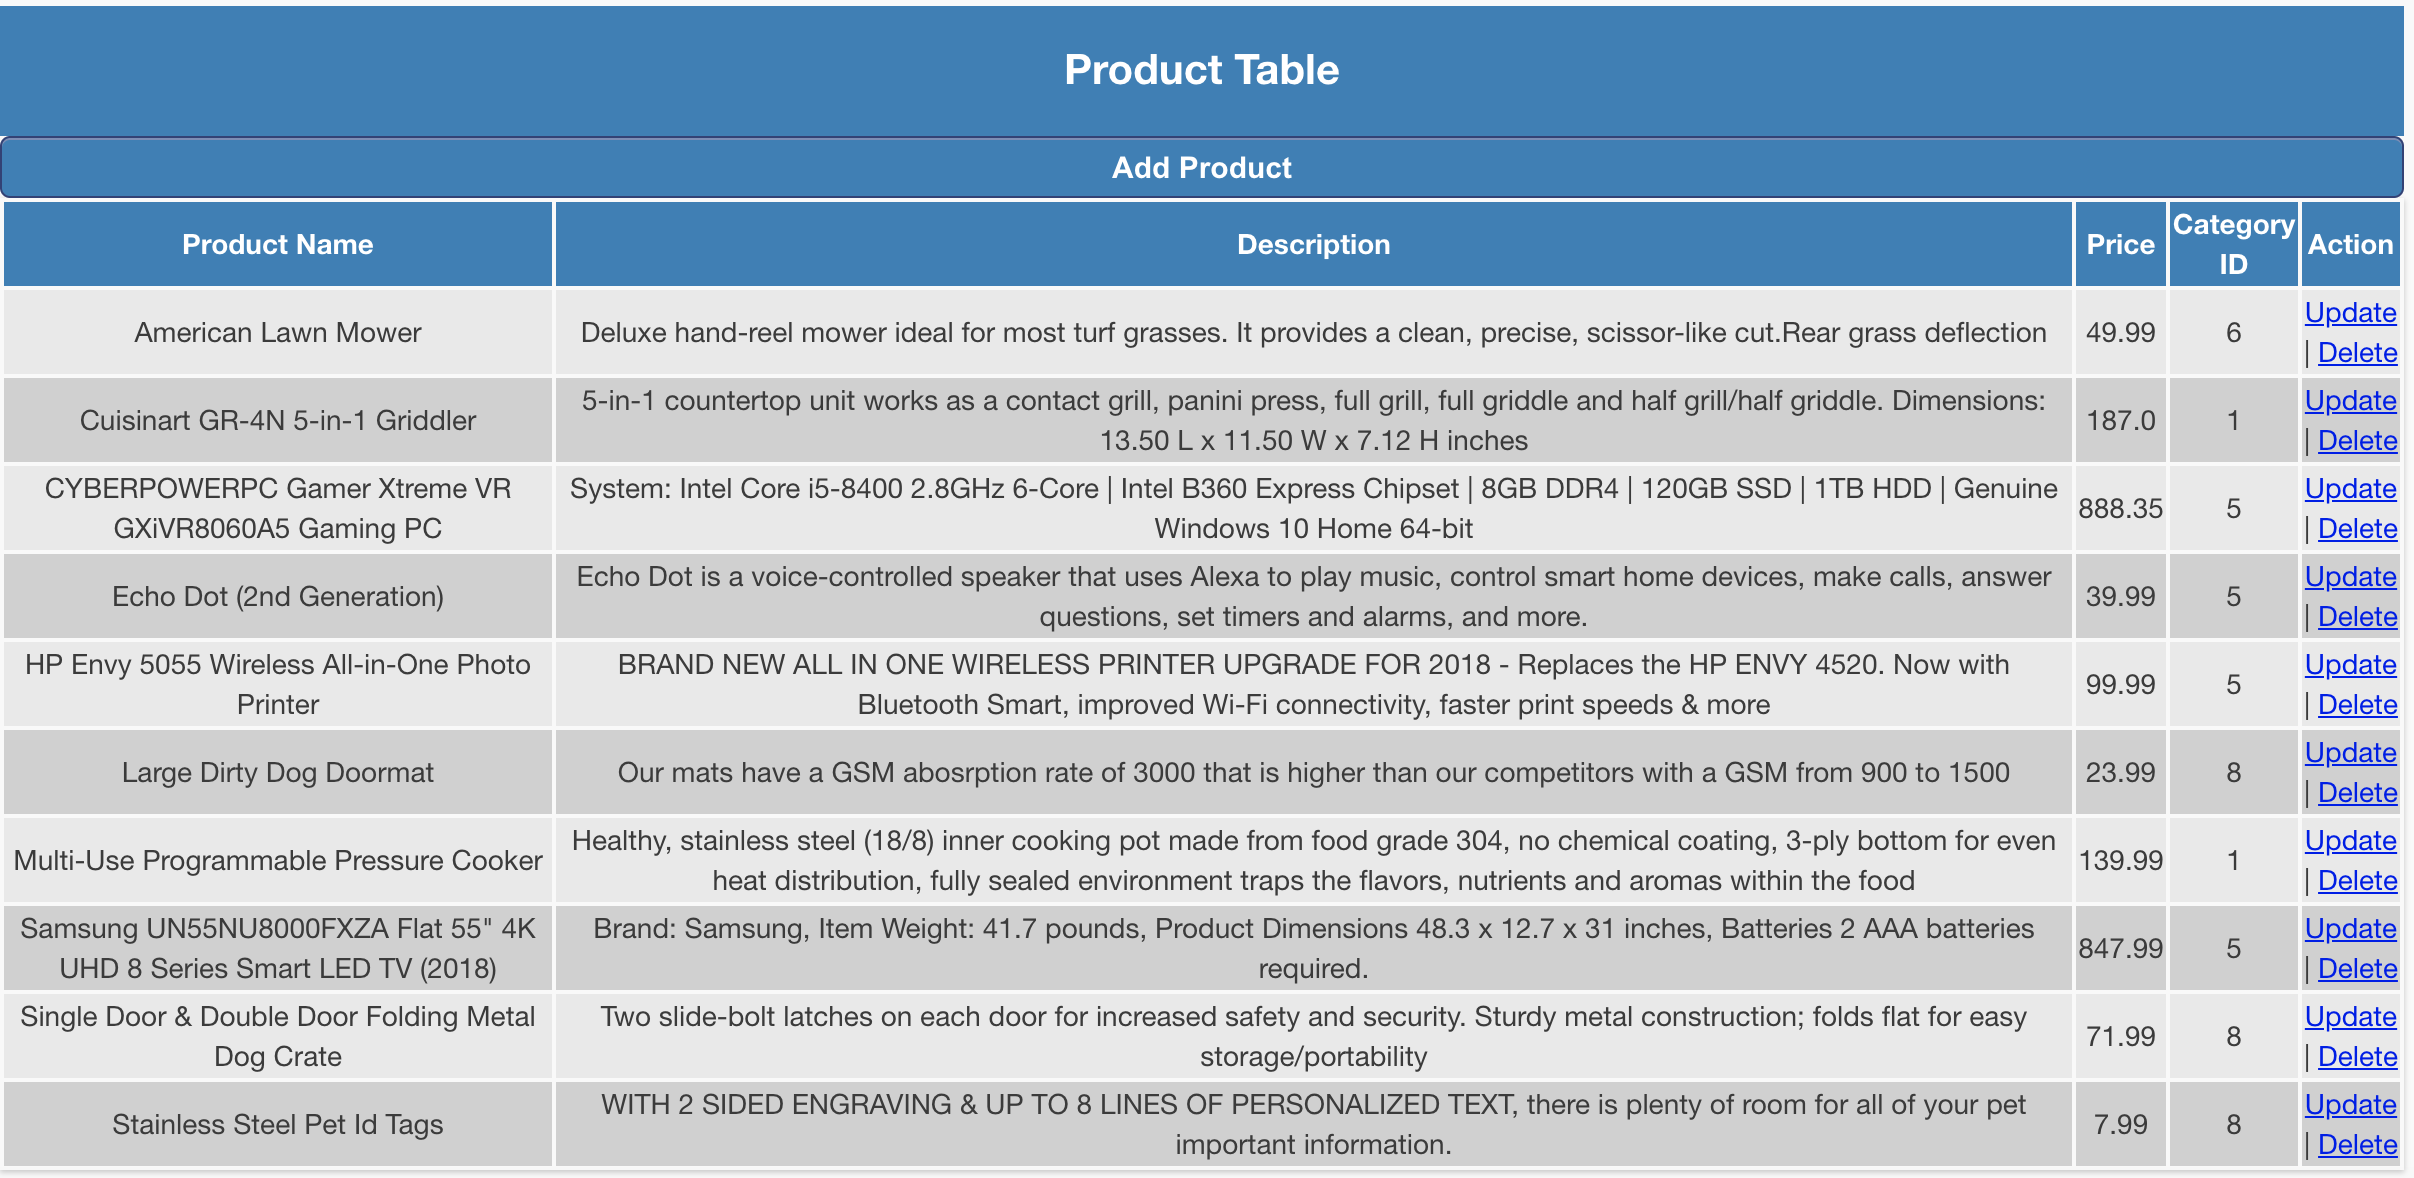 Product Table
Add Product
Product Name Description Price Category ID Action
American Lawn Mower Deluxe hand-reel mower ideal for most turf grasses. It provides a clean, precise, scissor-like cut.Rear grass deflection 49.99 6 Update | Delete
Cuisinart GR-4N 5-in-1 Griddler 5-in-1 countertop unit works as a contact grill, panini press, full grill, full griddle and half grill/half griddle. Dimensions: 13.50 L x 11.50 W x 7.12 H inches 187.0 1 Update | Delete
CYBERPOWERPC Gamer Xtreme VR GXiVR8060A5 Gaming PC System: Intel Core i5-8400 2.8GHz 6-Core | Intel B360 Express Chipset | 8GB DDR4 | 120GB SSD | 1TB HDD | Genuine Windows 10 Home 64-bit 888.35 5 Update | Delete
Echo Dot (2nd Generation) Echo Dot is a voice-controlled speaker that uses Alexa to play music, control smart home devices, make calls, answer questions, set timers and alarms, and more. 39.99 5 Update | Delete
HP Envy 5055 Wireless All-in-One Photo Printer BRAND NEW ALL IN ONE WIRELESS PRINTER UPGRADE FOR 2018 - Replaces the HP ENVY 4520. Now with Bluetooth Smart, improved Wi-Fi connectivity, faster print speeds & more 99.99 5 Update | Delete
Large Dirty Dog Doormat Our mats have a GSM abosrption rate of 3000 that is higher than our competitors with a GSM from 900 to 1500 23.99 8 Update | Delete
Multi-Use Programmable Pressure Cooker Healthy, stainless steel (18/8) inner cooking pot made from food grade 304, no chemical coating, 3-ply bottom for even heat distribution, fully sealed environment traps the flavors, nutrients and aromas within the food 139.99 1 Update | Delete
Samsung UN55NU8000FXZA Flat 55" 4K UHD 8 Series Smart LED TV (2018) Brand: Samsung, Item Weight: 41.7 pounds, Product Dimensions 48.3 x 12.7 x 31 inches, Batteries 2 AAA batteries required. 847.99 5 Update | Delete
Single Door & Double Door Folding Metal Dog Crate Two slide-bolt latches on each door for increased safety and security. Sturdy metal construction; folds flat for easy storage/portability 71.99 8 Update | Delete
Stainless Steel Pet Id Tags WITH 2 SIDED ENGRAVING & UP TO 8 LINES OF PERSONALIZED TEXT, there is plenty of room for all of your pet important information. 7.99 8 Update | Delete